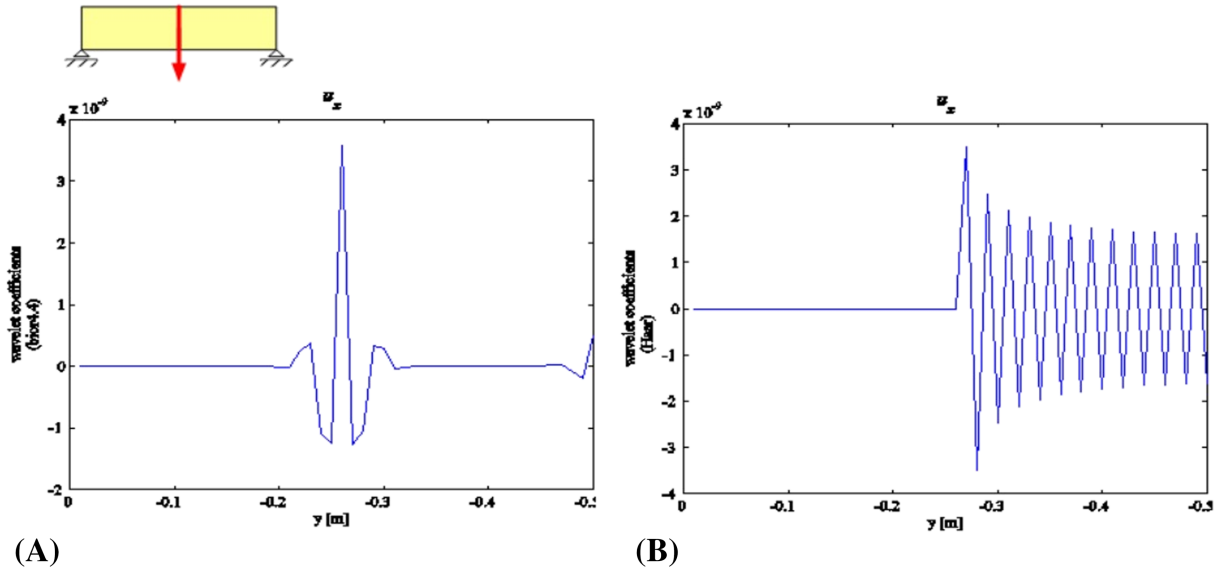 x 10⁻⁹
uₓ
4
3
2
1
0
-1
-2
wavelet coefficients
(bior4.4)
0
-0.1
-0.2
-0.3
-0.4
-0.5
y [m]
(A)
x 10⁻⁹
uₓ
4
3
2
1
0
-1
-2
-3
-4
wavelet coefficients
(Haar)
0
-0.1
-0.2
-0.3
-0.4
-0.5
y [m]
(B)